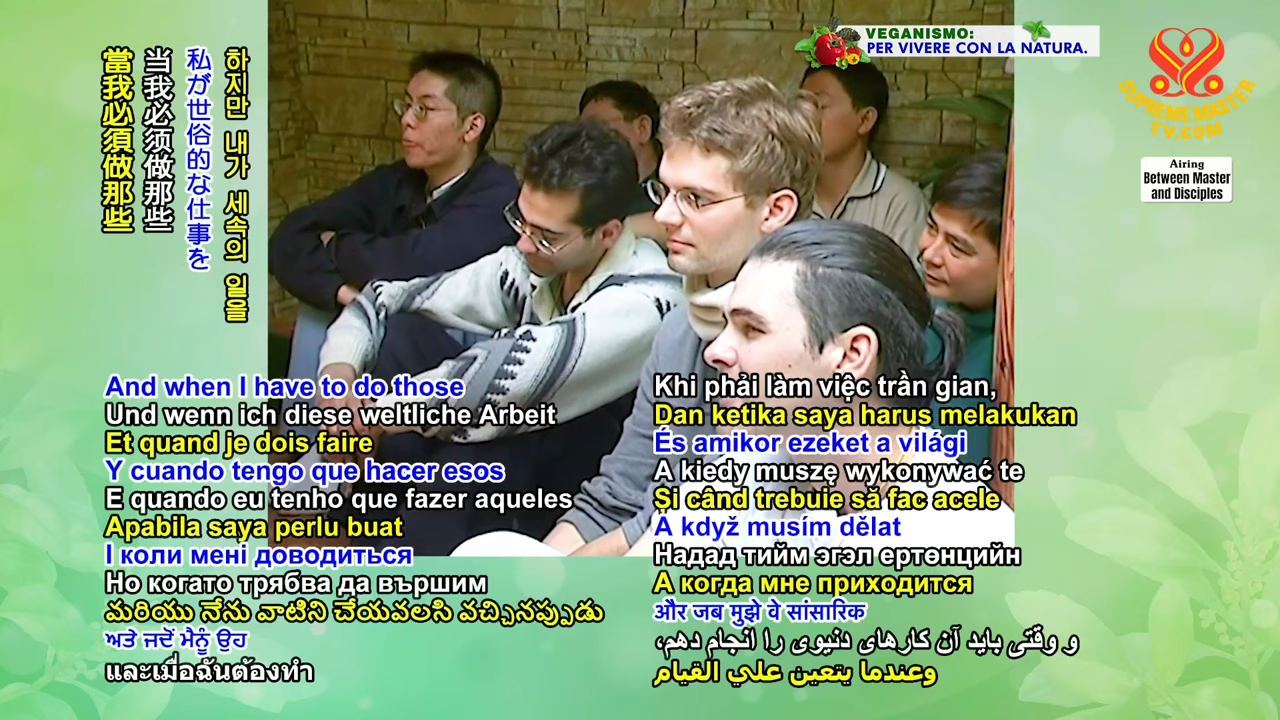 VEGANISMO:
PER VIVERE CON LA NATURA.
SUPREME MASTER
TV.COM
Airing
Between Master
and Disciples
當我必須做那些
当我必须做那些
私が世俗的な仕事を
하지만 내가 세속의 일을
And when I have to do those
Und wenn ich diese weltliche Arbeit
Et quand je dois faire
Y cuando tengo que hacer esos
E quando eu tenho que fazer aqueles
Apabila saya perlu buat
І коли мені доводиться
Но когато трябва да вършим
మరియు నేను వాటిని చేయవలసి వచ్చినప్పుడు
ਅਤੇ ਜਦੋਂ ਮੈਨੂੰ ਉਹ
และเมื่อฉันต้องทำ
Khi phải làm việc trần gian,
Dan ketika saya harus melakukan
És amikor ezeket a világi
A kiedy muszę wykonywać te
Și când trebuie să fac acele
A když musím dělat
Надад тийм эгэл ертөнцийн
А когда мне приходится
और जब मुझे वे सांसारिक
و وقتی باید آن کارهای دنیوی را انجام دهم،
وعندما يتعين علي القيام